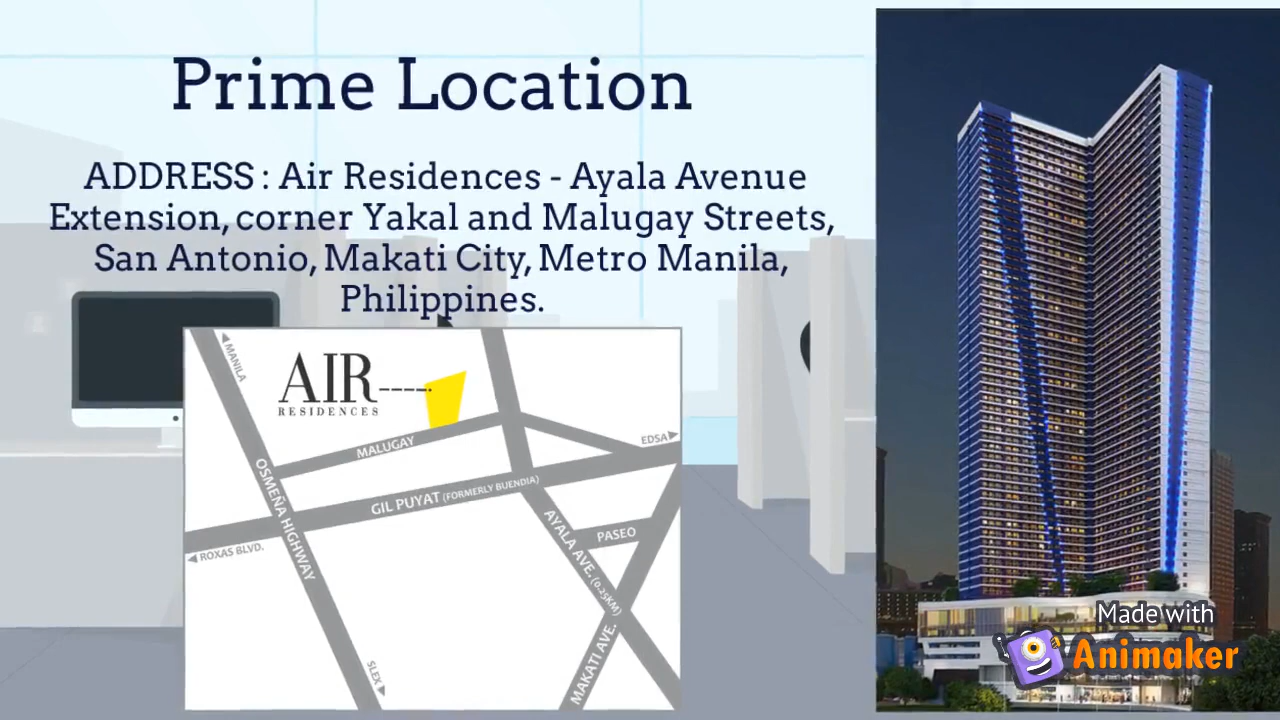 Prime Location
ADDRESS : Air Residences - Ayala Avenue
Extension, corner Yakal and Malugay Streets,
San Antonio, Makati City, Metro Manila,
Philippines.
MANILA
AIR
RESIDENCES
MALUGAY
EDSA
OSMEÑA HIGHWAY
GIL PUYAT (FORMERLY BUENDIA)
ROXAS BLVD.
AYALA AVE. (0.25KM)
PASEO
MAKATI AVE.
SLEX
Made with
Animaker